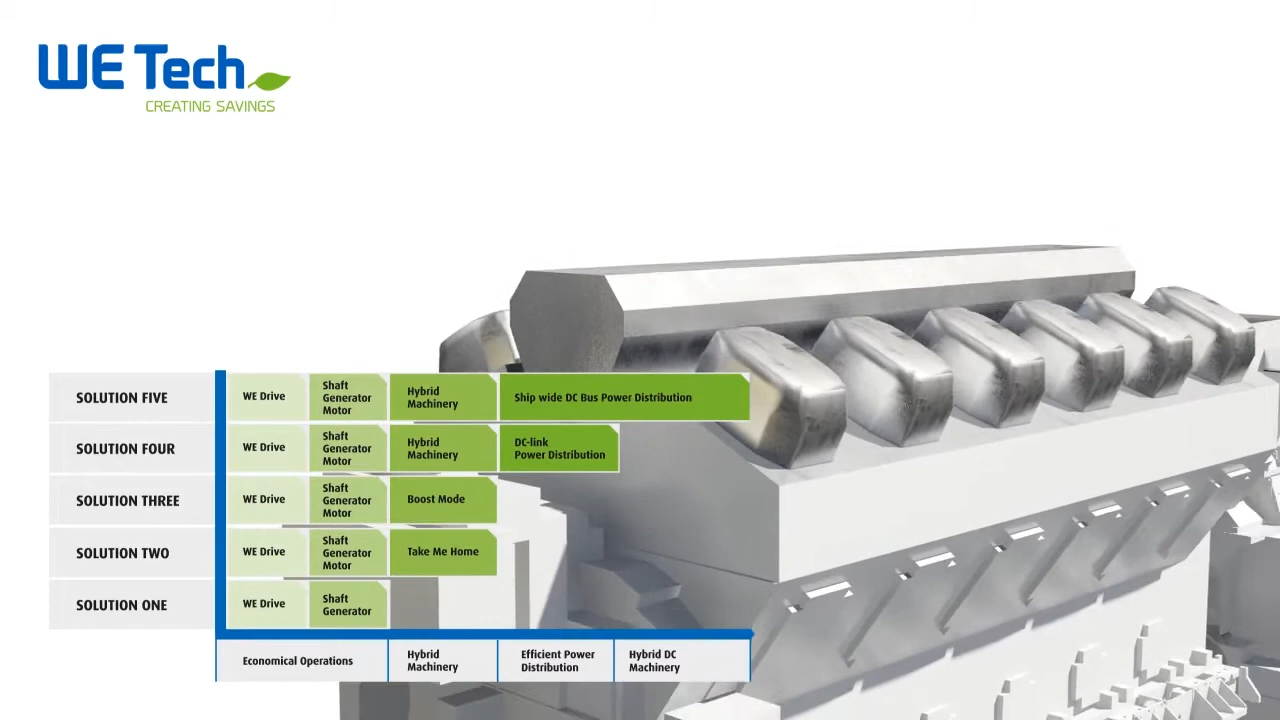 WE Tech
CREATING SAVINGS
SOLUTION FIVE
WE Drive
Shaft
Generator
Motor
Hybrid
Machinery
Ship wide DC Bus Power Distribution
SOLUTION FOUR
WE Drive
Shaft
Generator
Motor
Hybrid
Machinery
DC-link
Power Distribution
SOLUTION THREE
WE Drive
Shaft
Generator
Motor
Boost Mode
SOLUTION TWO
WE Drive
Shaft
Generator
Motor
Take Me Home
SOLUTION ONE
WE Drive
Shaft
Generator
Economical Operations
Hybrid
Machinery
Efficient Power
Distribution
Hybrid DC
Machinery